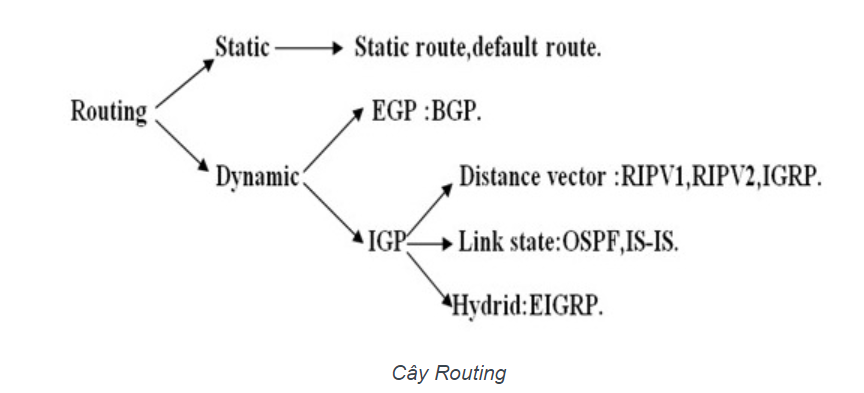 Static
Static route,default route.
Routing
EGP :BGP.
Dynamic
Distance vector :RIPV1,RIPV2,IGRP.
IGP
Link state:OSPF,IS-IS.
Hydrid:EIGRP.
Cây Routing